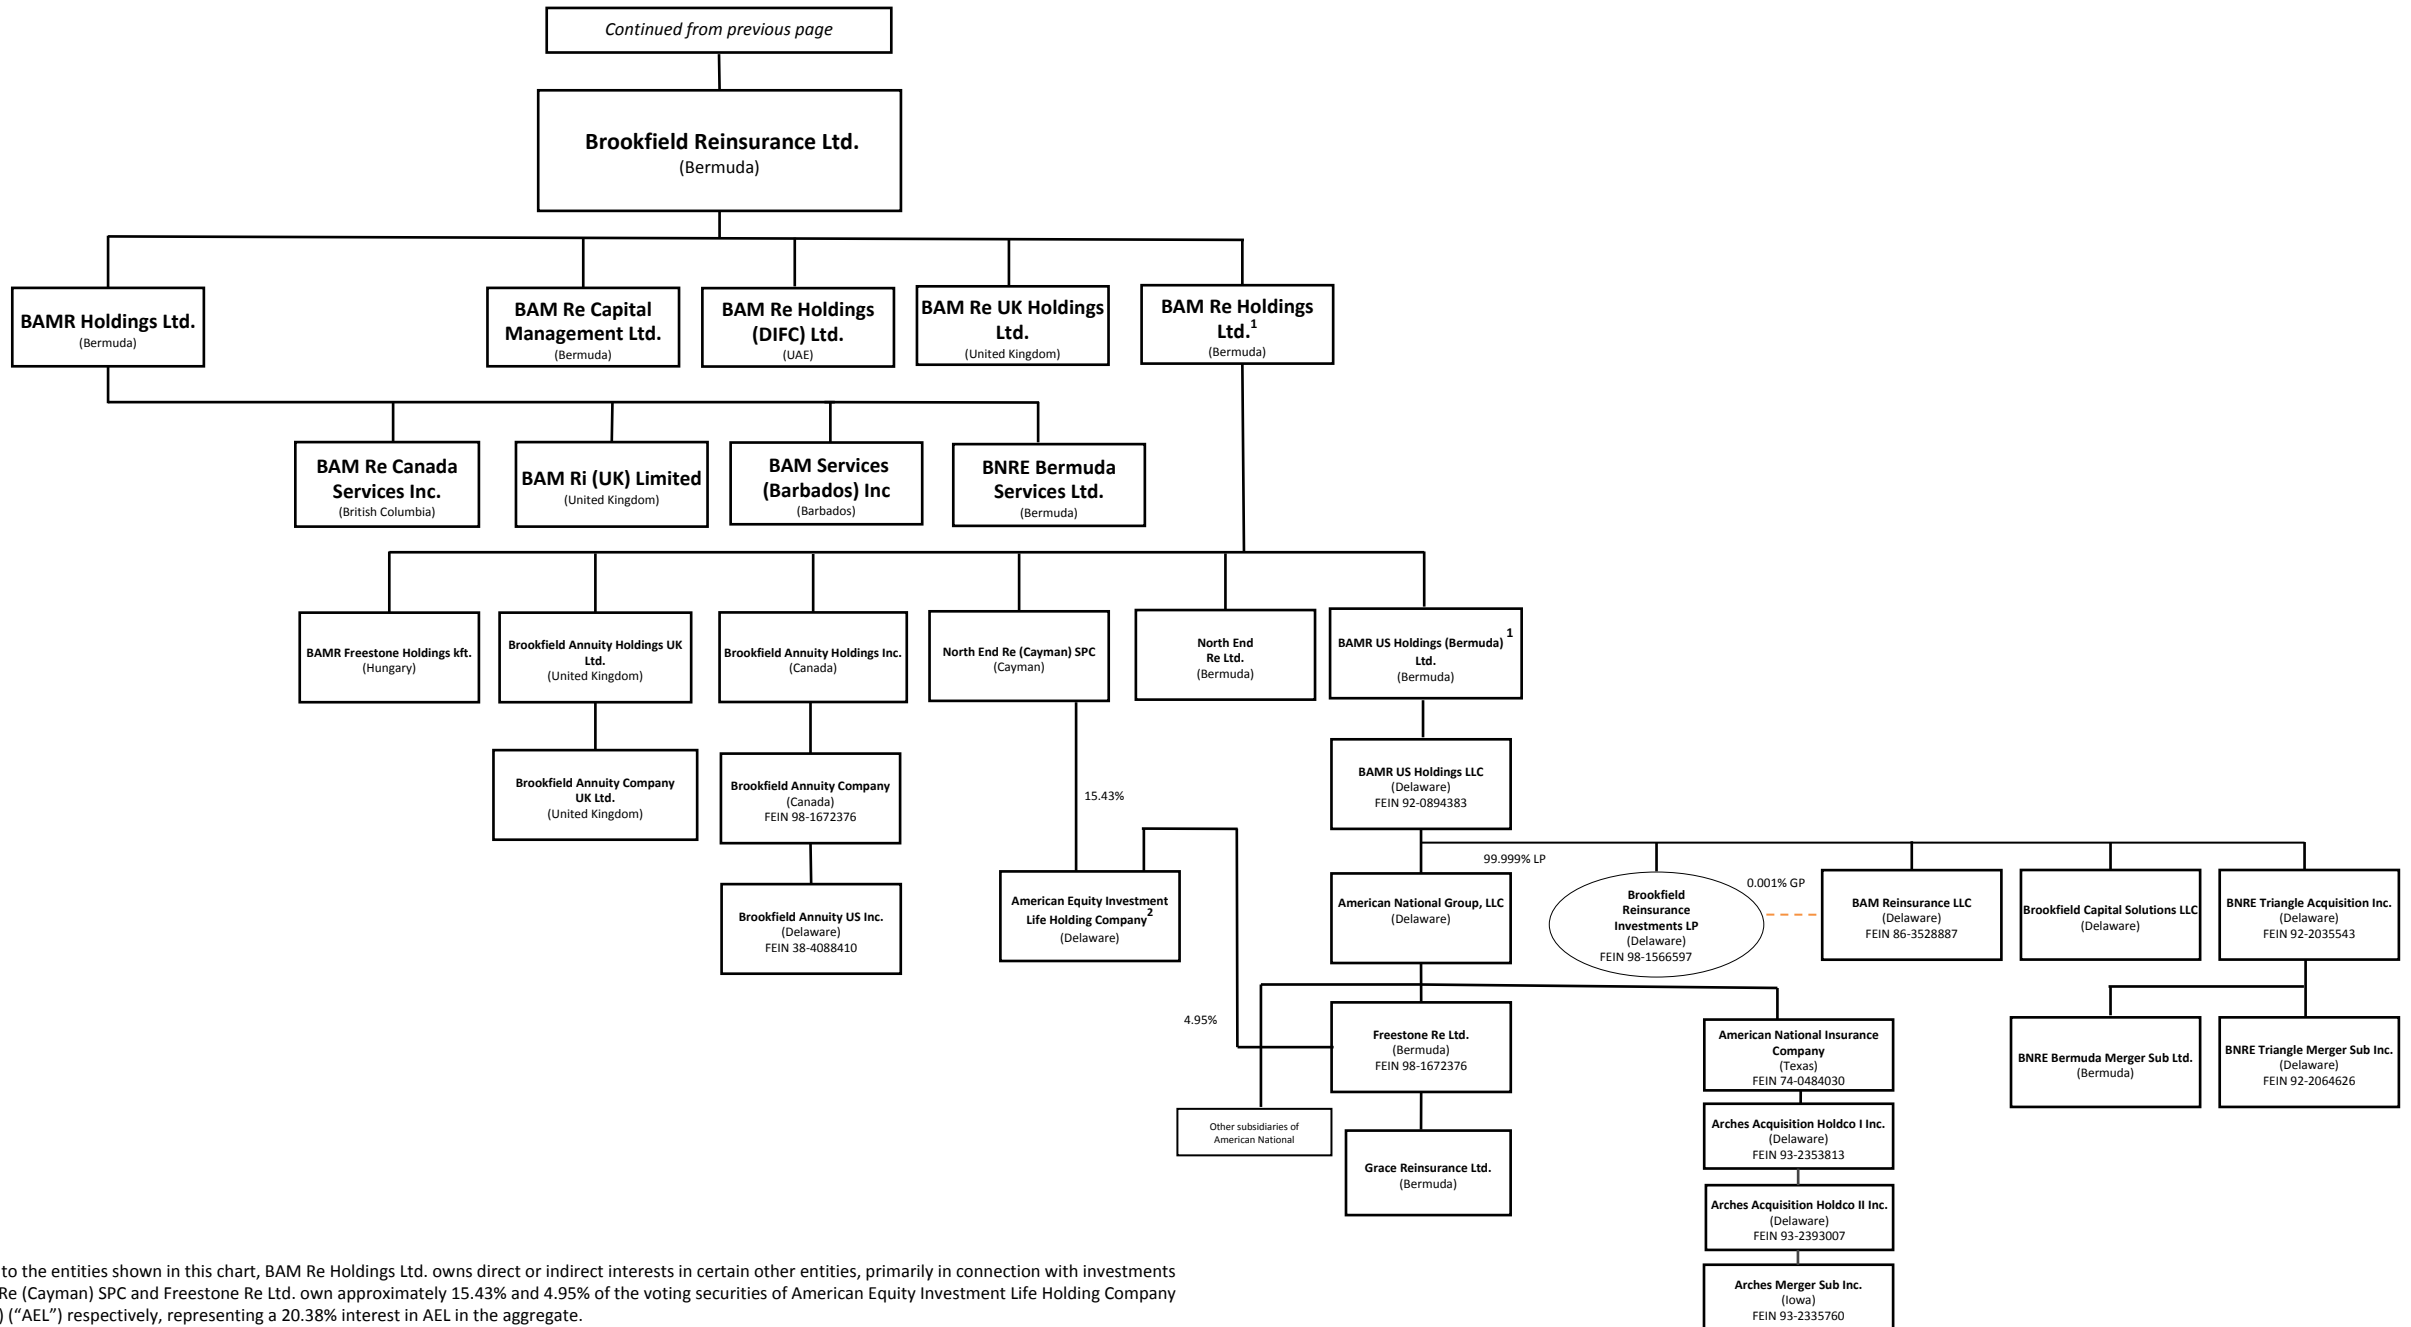 Continued from previous page
Brookfield Reinsurance Ltd.
(Bermuda)
BAMR Holdings Ltd.
(Bermuda)
BAM Re Capital
Management Ltd.
(Bermuda)
BAM Re Holdings
(DIFC) Ltd.
(UAE)
BAM Re UK Holdings
Ltd.
(United Kingdom)
BAM Re Holdings
Ltd.1
(Bermuda)
BAM Re Canada
Services Inc.
(British Columbia)
BAM Ri (UK) Limited
(United Kingdom)
BAM Services
(Barbados) Inc
(Barbados)
BNRE Bermuda
Services Ltd.
(Bermuda)
BAMR Freestone Holdings kft.
(Hungary)
Brookfield Annuity Holdings UK
Ltd.
(United Kingdom)
Brookfield Annuity Holdings Inc.
(Canada)
North End Re (Cayman) SPC
(Cayman)
North End
Re Ltd.
(Bermuda)
BAMR US Holdings (Bermuda) 1
Ltd.
(Bermuda)
Brookfield Annuity Company
UK Ltd.
(United Kingdom)
Brookfield Annuity Company
(Canada)
FEIN 98-1672376
15.43%
BAMR US Holdings LLC
(Delaware)
FEIN 92-0894383
Brookfield Annuity US Inc.
(Delaware)
FEIN 38-4088410
American Equity Investment
Life Holding Company2
(Delaware)
American National Group, LLC
(Delaware)
99.999% LP
Brookfield
Reinsurance
Investments LP
(Delaware)
FEIN 98-1566597
0.001% GP
BAM Reinsurance LLC
(Delaware)
FEIN 86-3528887
Brookfield Capital Solutions LLC
(Delaware)
BNRE Triangle Acquisition Inc.
(Delaware)
FEIN 92-2035543
4.95%
Freestone Re Ltd.
(Bermuda)
FEIN 98-1672376
American National Insurance
Company
(Texas)
FEIN 74-0484030
BNRE Bermuda Merger Sub Ltd.
(Bermuda)
BNRE Triangle Merger Sub Inc.
(Delaware)
FEIN 92-2064626
Other subsidiaries of
American National
Grace Reinsurance Ltd.
(Bermuda)
Arches Acquisition Holdco I Inc.
(Delaware)
FEIN 93-2353813
Arches Acquisition Holdco II Inc.
(Delaware)
FEIN 93-2393007
Arches Merger Sub Inc.
(Iowa)
FEIN 93-2335760
to the entities shown in this chart, BAM Re Holdings Ltd. owns direct or indirect interests in certain other entities, primarily in connection with investments
Re (Cayman) SPC and Freestone Re Ltd. own approximately 15.43% and 4.95% of the voting securities of American Equity Investment Life Holding Company
) (“AEL”) respectively, representing a 20.38% interest in AEL in the aggregate.